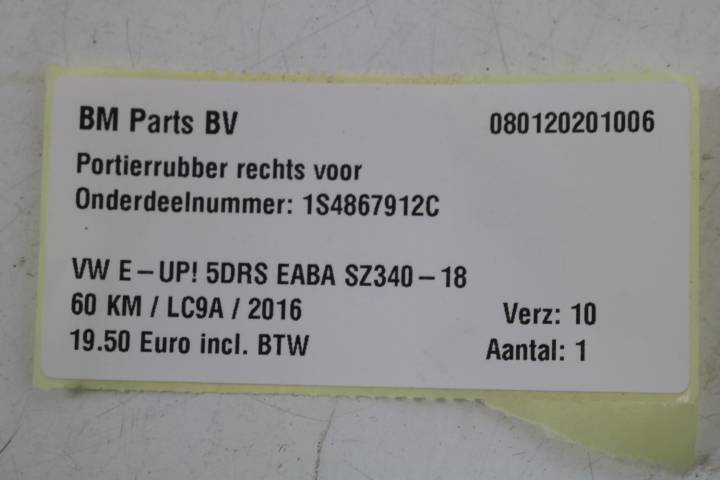 BM Parts BV 080120201006
Portierrubber rechts voor
Onderdeelnummer: 1S4867912C
VW E-UP! 5DRS EABA SZ340-18
60 KM / LC9A / 2016 Verz: 10
19.50 Euro incl. BTW Aantal: 1